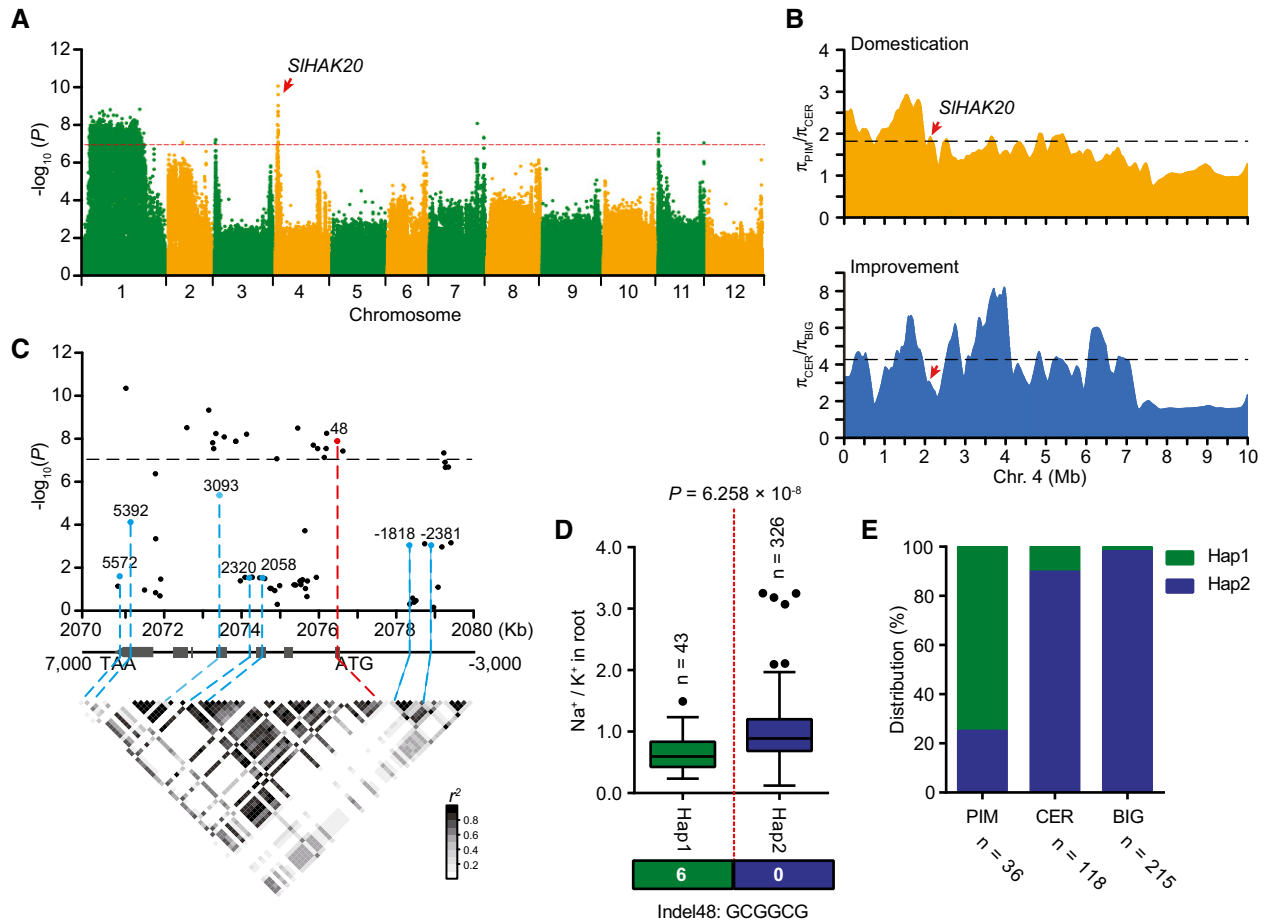 A
12
10
8
6
4
2
0
-log10 (P)
SlHAK20
1 2 3 4 5 6 7 8 9 10 11 12
Chromosome
B
Domestication
4
3
2
1
0
πPIM/πCER
SlHAK20
Improvement
8
6
4
2
0
πCER/πBIG
0 1 2 3 4 5 6 7 8 9 10
Chr. 4 (Mb)
C
12
10
8
6
4
2
0
-log10(P)
48
3093
5392
5572
2320 2058
-1818 -2381
2070 2072 2074 2076 2078 2080 (Kb)
7,000 TAA ATG -3,000
r2
0.8
0.6
0.4
0.2
D
P = 6.258 × 10-8
4.0
3.0
2.0
1.0
0.0
Na+ / K+ in root
n = 43
n = 326
Hap1
Hap2
6 0
Indel48: GCGGCG
E
100
80
60
40
20
0
Distribution (%)
Hap1
Hap2
PIM CER BIG
n = 36
n = 118
n = 215